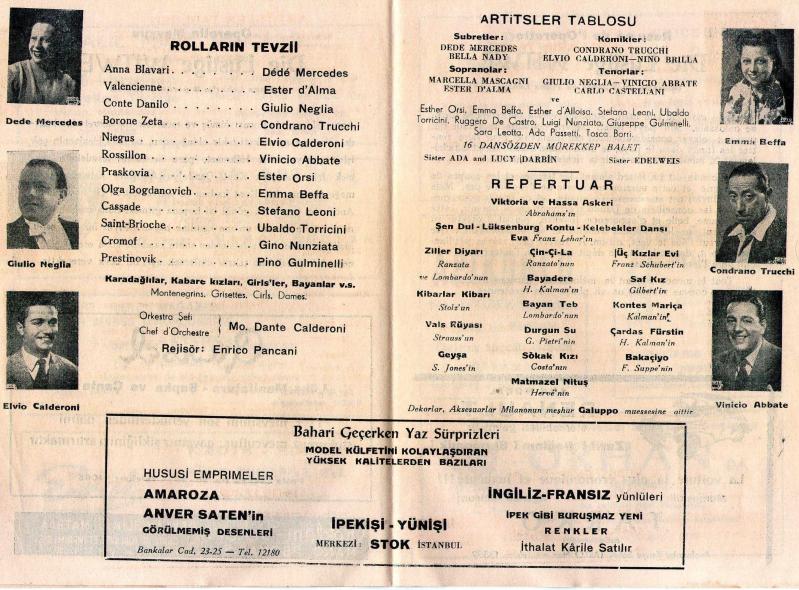 ROLLARIN TEVZİİ
Anna Blavari . . . . . . . . . Dédé Mercedes
Valencienne . . . . . . . . . Ester d'Alma
Conte Danilo . . . . . . . . . Giulio Neglia
Borone Zeta . . . . . . . . . Condrano Trucchi
Niegus . . . . . . . . . Elvio Calderoni
Rossillon . . . . . . . . . Vinicio Abbate
Praskovia . . . . . . . . . Ester Orsi
Olga Bogdanovich . . . . . . . Emma Beffa
Casşade . . . . . . . . . Stefano Leoni
Saint-Brioche . . . . . . . . . Ubaldo Torricini
Cromof . . . . . . . . . Gino Nunziata
Prestinovik . . . . . . . . . Pino Gulminelli
Karadağlılar, Kabare kızları, Girls'ler, Bayanlar v.s.
Montenegrins, Grisettes, Cirls, Dames.
Orkestra Şefi
Chef d'Orchestre
Mo. Dante Calderoni
Rejisör: Enrico Pancani
Dede Mercedes
Giulio Neglia
Elvio Calderoni
ARTİTSLER TABLOSU
Subretler:
DEDE MERCEDES
BELLA NADY
Komikler:
CONDRANO TRUCCHI
ELVIO CALDERONI—NINO BRILLA
Sopranolar:
MARCELLA MASCAGNI
ESTER D'ALMA
Tenorlar:
GIULIO NEGLIA—VINICIO ABBATE
CARLO CASTELLANI
ve
Esther Orsi, Emma Beffa, Esther d'Alloisa, Stefano Leoni, Ubaldo
Torricini, Ruggero De Castro, Luigi Nunziata, Giuseppe Gulminelli,
Sara Leotta, Ada Passetti, Tosco Borri.
16 DANSÖZDEN MÜREKKEP BALET
Sister ADA and LUCY DARBİN Sister EDELWEIS
REPERTUAR
Viktoria ve Hassa Askeri
Abrahams'ın
Şen Dul - Lüksenburg Kontu - Kelebekler Dansı
Eva Franz Lehar'ın
Ziller Diyarı
Ranzata
ve Lombardo'nun
Kibarlar Kibarı
Stolz'un
Vals Rüyası
Strauss'un
Geyşa
S. Jones'in
Çin-Çi-La
Ranzato'nun
Bayadere
H. Kalman'ın
Bayan Teb
Lombardo'nun
Durgun Su
G. Pietri'nin
Sökak Kızı
Costa'nın
Üç Kızlar Evi
Franz Schubert'in
Saf Kız
Gilbert'in
Kontes Mariça
Kalman'in
Çardas Fürstin
H. Kalman'ın
Bakaçiyo
F. Suppe'nin
Matmazel Nituş
Hervé'nin
Dekorlar, Aksesuarlar Milanonun meşhur Galuppo muessesine aittir
Emma Beffa
Condrano Trucchi
Vinicio Abbate
Bahari Geçerken Yaz Sürprizleri
MODEL KÜLFETİNİ KOLAYLAŞDIRAN
YÜKSEK KALİTELERDEN BAZILARI
HUSUSİ EMPRIMELER
AMAROZA
ANVER SATEN'in
GÖRÜLMEMİŞ DESENLERİ
Bankalar Cad. 23-25 — Tel. 12180
İPEKİŞİ - YÜNİŞİ
MERKEZİ: STOK İSTANBUL
İNGİLİZ-FRANSIZ yünlüleri
İPEK GİBİ BURUŞMAZ YENİ
RENKLER
İthalat Kârile Satılır